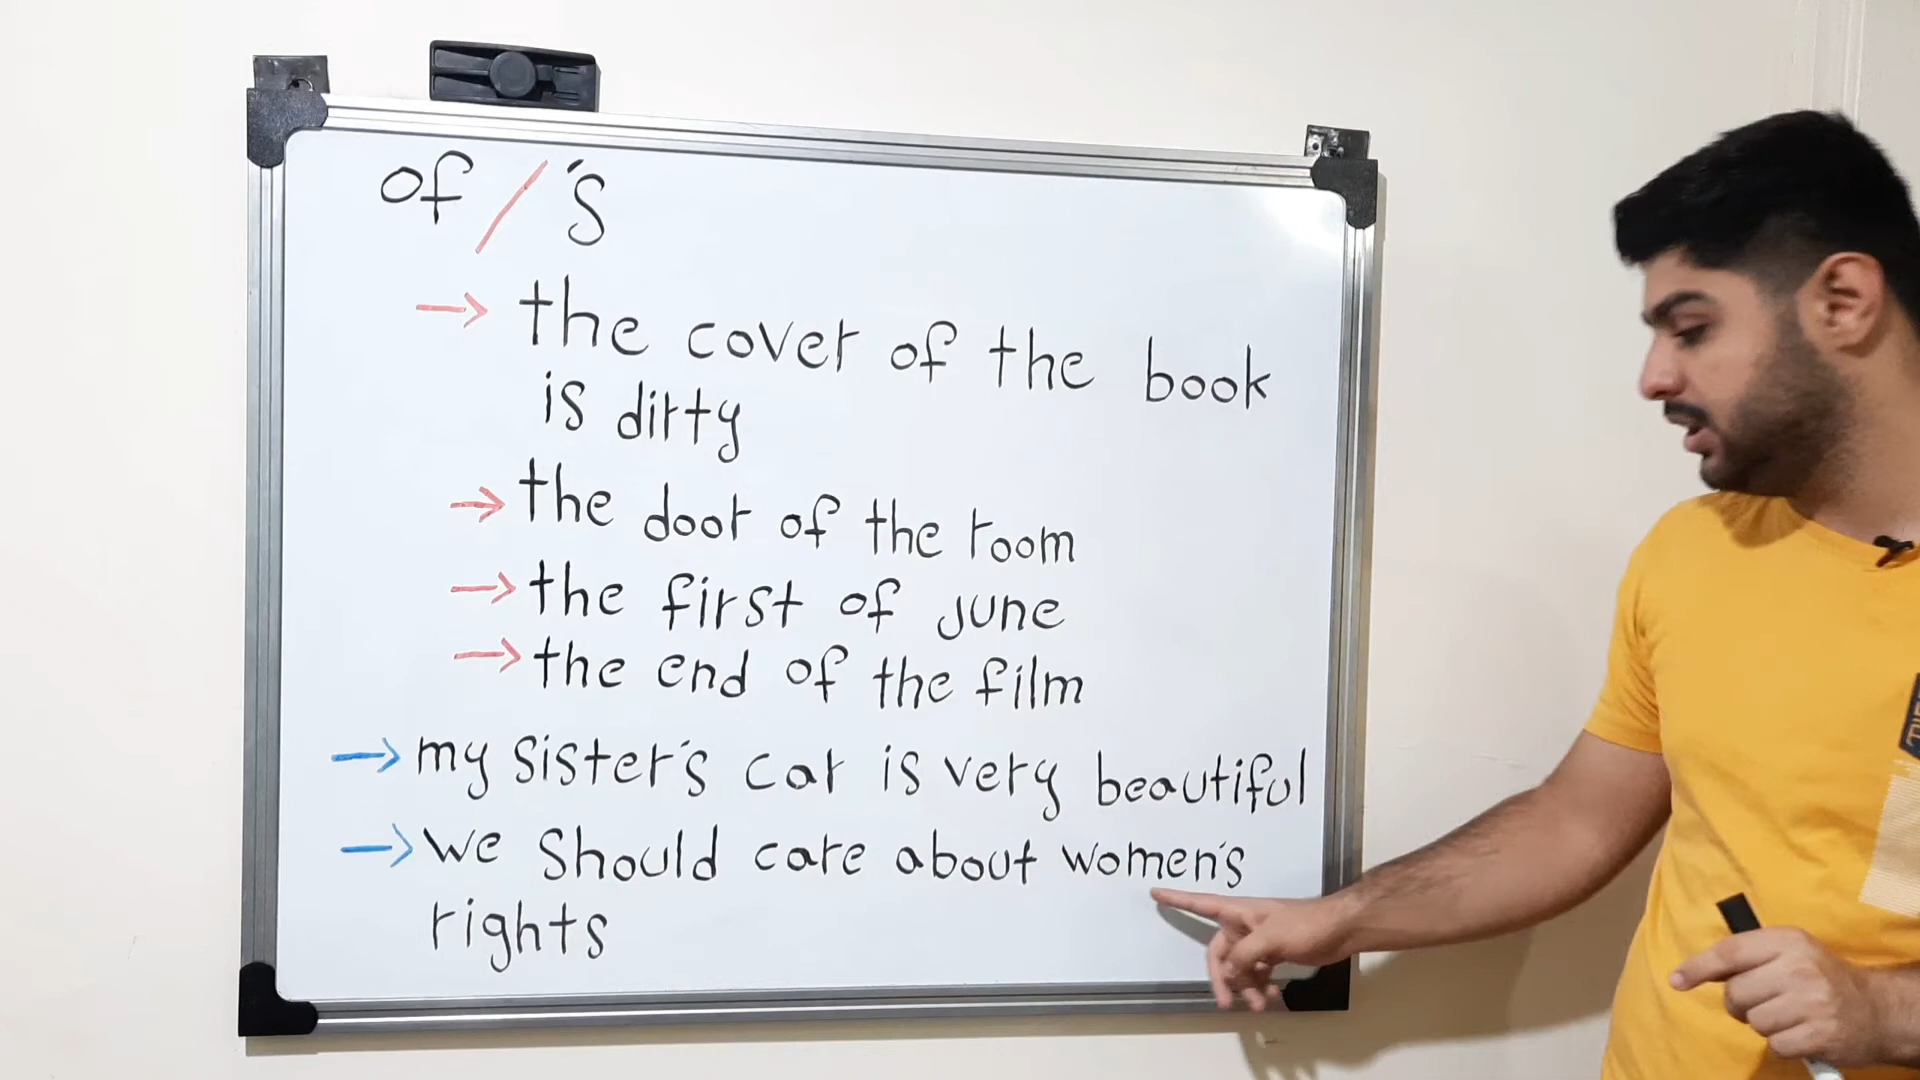 of / 's
→ the cover of the book
is dirty
→ the door of the room
→ the first of june
→ the end of the film
→ my sister's car is very beautiful
→ we should care about women's
rights